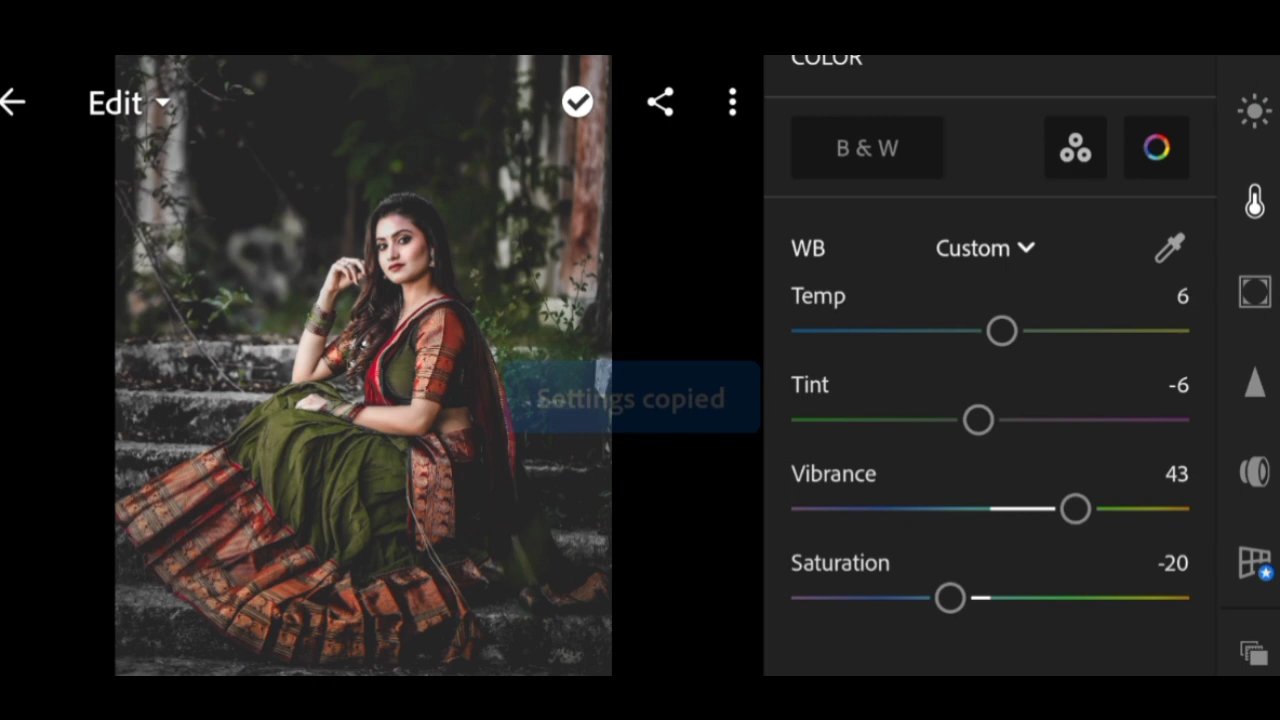 COLOR
Edit
B & W
WB Custom
Temp 6
Tint -6
Settings copied
Vibrance 43
Saturation -20